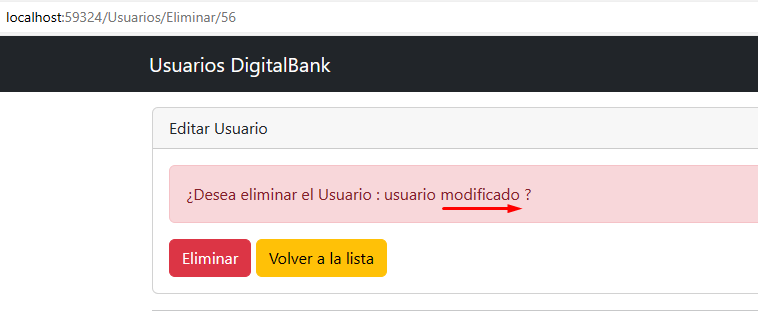 localhost:59324/Usuarios/Eliminar/56
Usuarios DigitalBank
Editar Usuario
¿Desea eliminar el Usuario : usuario modificado ?
Eliminar Volver a la lista